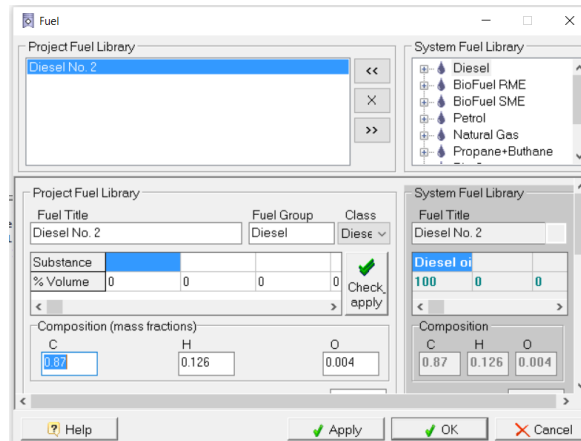 Fuel
Project Fuel Library
Diesel No. 2
<<
X
>>
System Fuel Library
Diesel
BioFuel RME
BioFuel SME
Petrol
Natural Gas
Propane+Buthane
Project Fuel Library
Fuel Title Fuel Group Class
Diesel No. 2 Diesel Diese
Substance
% Volume 0 0 0 0
Check, apply
Composition (mass fractions)
C H O
0.87 0.126 0.004
System Fuel Library
Fuel Title
Diesel No. 2
Diesel oi
100 0 0
Composition
C H O
0.87 0.126 0.004
Help Apply OK Cancel